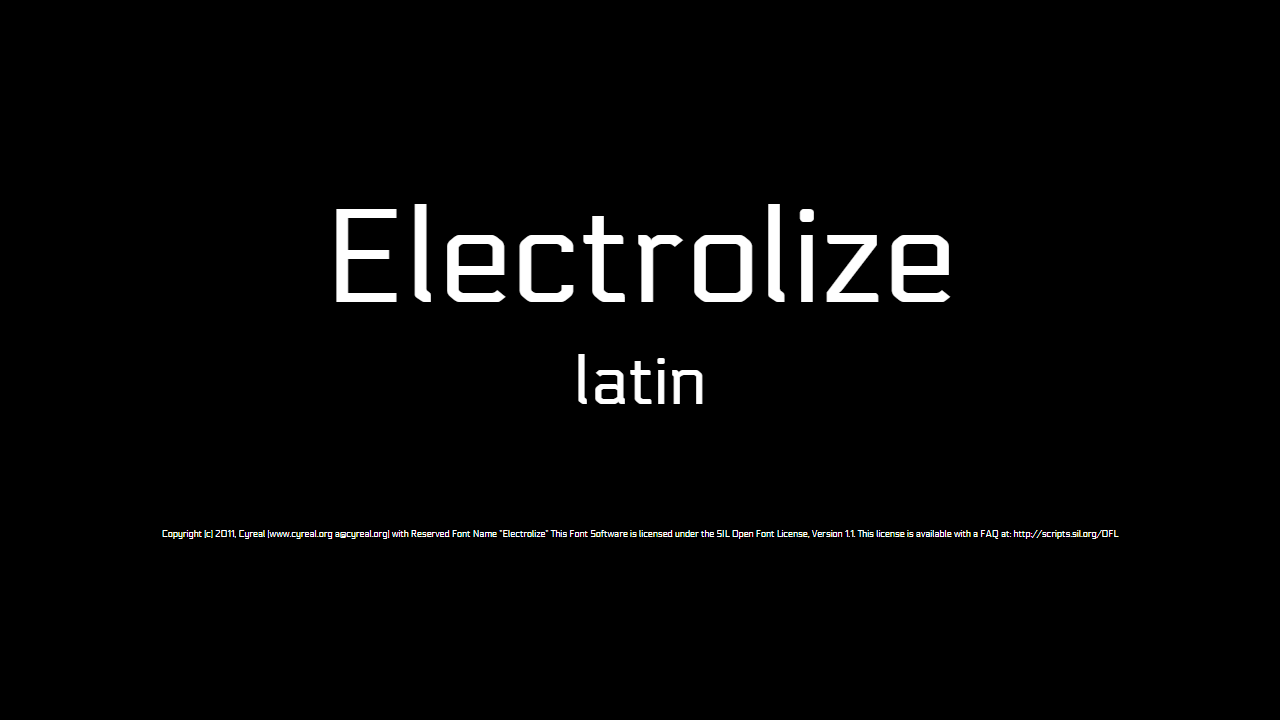 Electrolize
latin
Copyright (c) 2011, Cyreal (www.cyreal.org a@cyreal.org) with Reserved Font Name "Electrolize" This Font Software is licensed under the SIL Open Font License, Version 1.1. This license is available with a FAQ at: http://scripts.sil.org/OFL